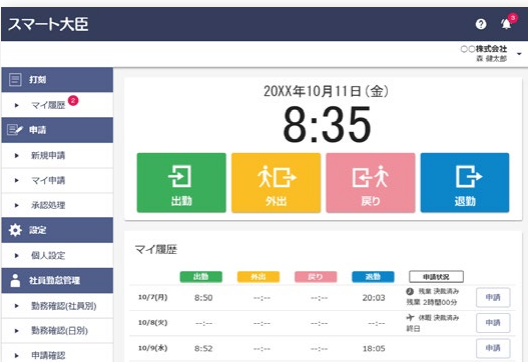 スマート大臣
3
〇〇株式会社
森 健太郎
打刻
マイ履歴 2
申請
新規申請
マイ申請
承認処理
設定
個人設定
社員勤怠管理
勤務確認(社員別)
勤務確認(日別)
申請確認
20XX年10月11日(金)
8:35
出勤 外出 戻り 退勤
マイ履歴
出勤 外出 戻り 退勤 申請状況
10/7(月) 8:50 --:-- --:-- 20:03 残業 決裁済み 申請
残業 2時間00分
10/8(火) --:-- --:-- --:-- --:-- 休暇 決裁済み 申請
終日
10/9(水) 8:52 --:-- --:-- 18:05 申請